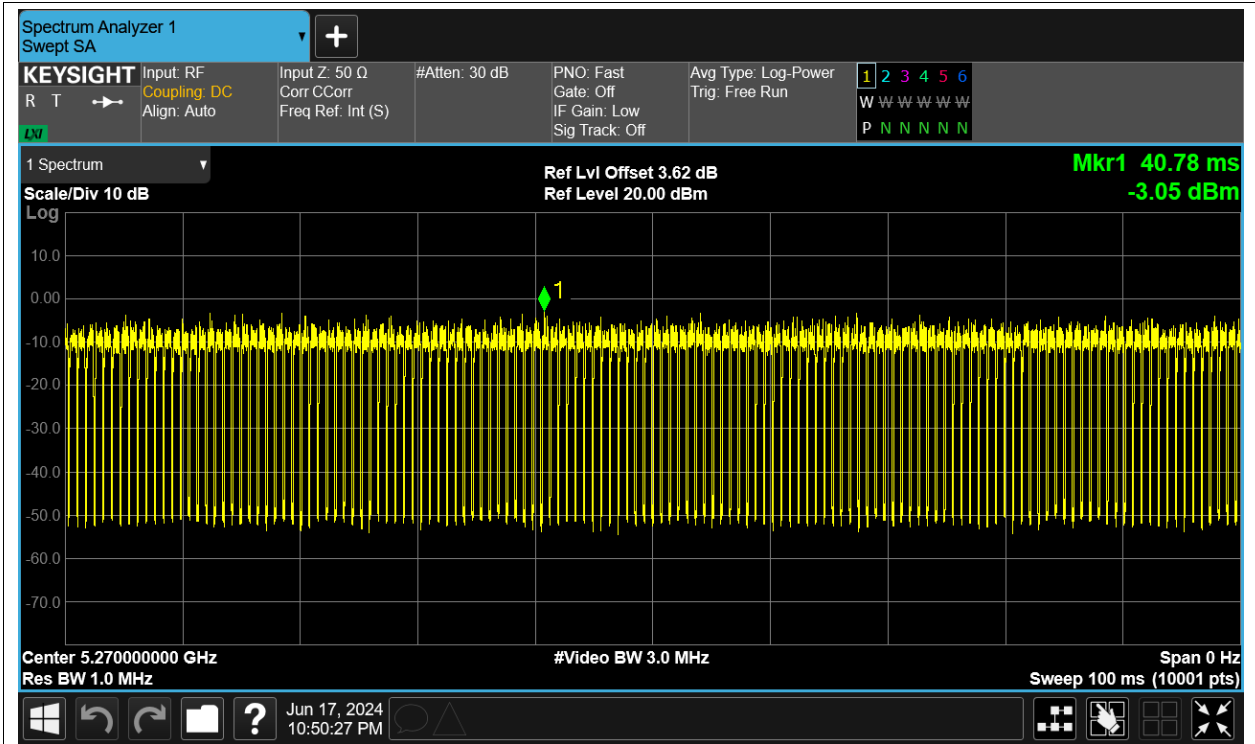 Spectrum Analyzer 1
Swept SA
KEYSIGHT
R T
LXI
Input: RF
Coupling: DC
Align: Auto
Input Z: 50 Ω
Corr CCorr
Freq Ref: Int (S)
#Atten: 30 dB
PNO: Fast
Gate: Off
IF Gain: Low
Sig Track: Off
Avg Type: Log-Power
Trig: Free Run
1 2 3 4 5 6
W W W W W W
P N N N N N
1 Spectrum
Scale/Div 10 dB
Ref Lvl Offset 3.62 dB
Ref Level 20.00 dBm
Mkr1 40.78 ms
-3.05 dBm
Log
10.0
0.00
-10.0
-20.0
-30.0
-40.0
-50.0
-60.0
-70.0
1
Center 5.270000000 GHz
Res BW 1.0 MHz
#Video BW 3.0 MHz
Span 0 Hz
Sweep 100 ms (10001 pts)
?
Jun 17, 2024
10:50:27 PM